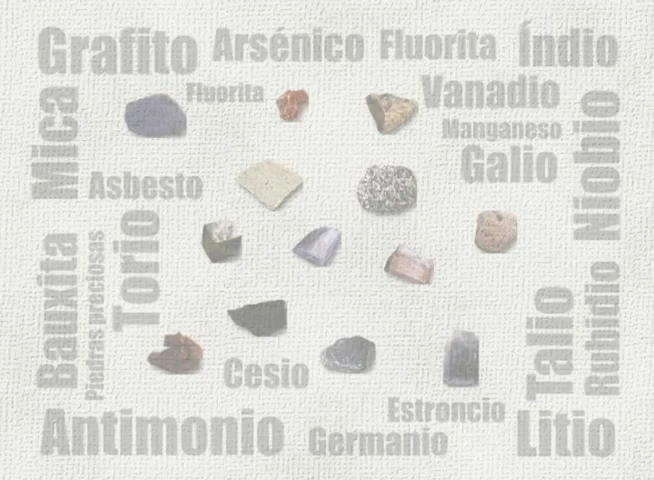 Grafito
Arsénico
Fluorita
Índio
Mica
Fluorita
Vanadio
Manganeso
Galio
Niobio
Asbesto
Torio
Bauxita
Piedras preciosas
Talio
Rubídio
Cesio
Estroncio
Antimonio
Germanio
Litio